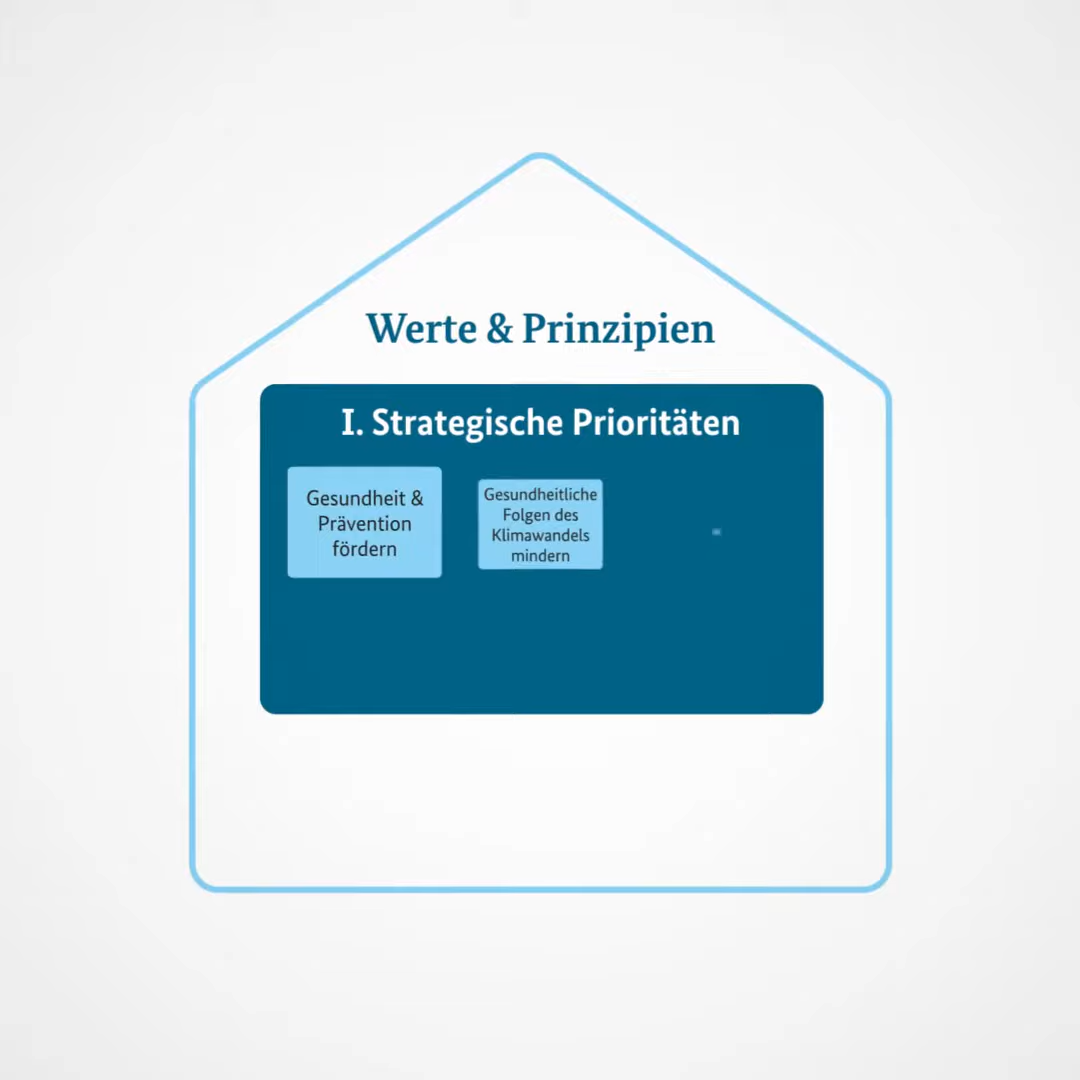 Werte & Prinzipien
I. Strategische Prioritäten
Gesundheit &
Prävention
fördern
Gesundheitliche
Folgen des
Klimawandels
mindern